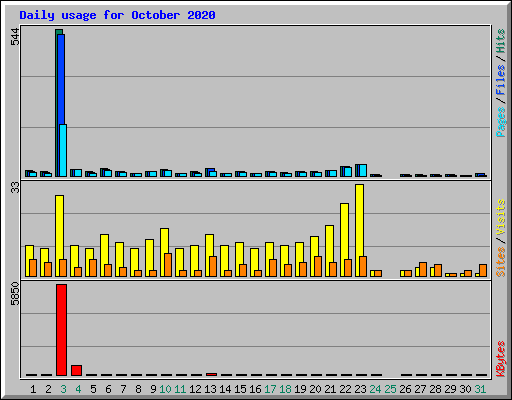 Daily usage for October 2020
544
Pages / Files / Hits
33
Sites / Visits
5850
KBytes
1 2 3 4 5 6 7 8 9 10 11 12 13 14 15 16 17 18 19 20 21 22 23 24 25 26 27 28 29 30 31